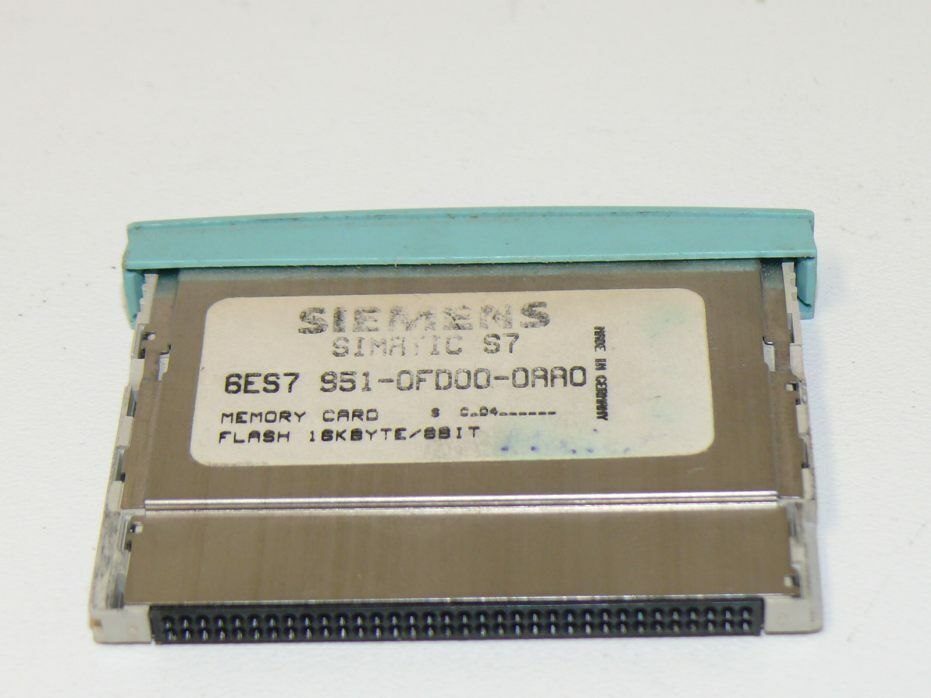 SIEMENS
SIMATIC S7
6ES7 951-0FD00-0AA0
MEMORY CARD
FLASH 16KBYTE/8BIT
MADE IN GERMANY